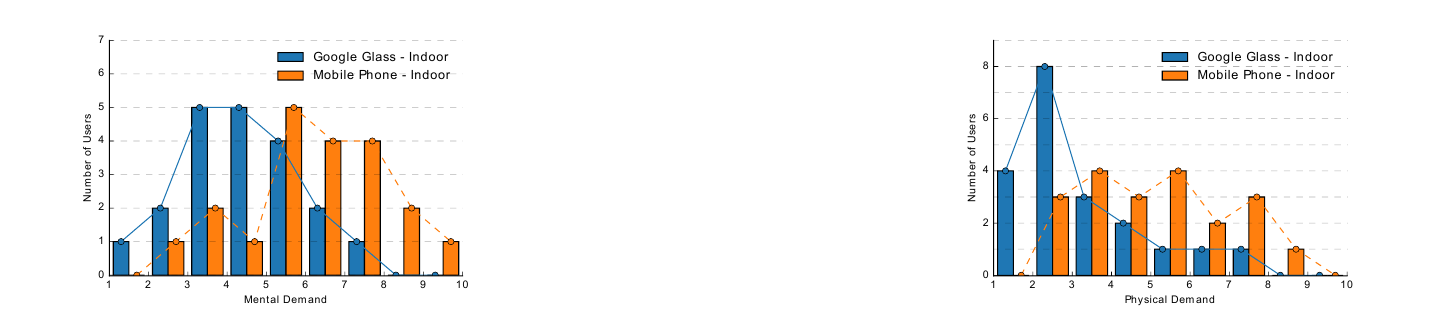 7
6
5
4
3
2
1
0
Number of Users
Google Glass - Indoor
Mobile Phone - Indoor
1 2 3 4 5 6 7 8 9 10
Mental Demand
8
6
4
2
0
Number of Users
Google Glass - Indoor
Mobile Phone - Indoor
1 2 3 4 5 6 7 8 9 10
Physical Demand